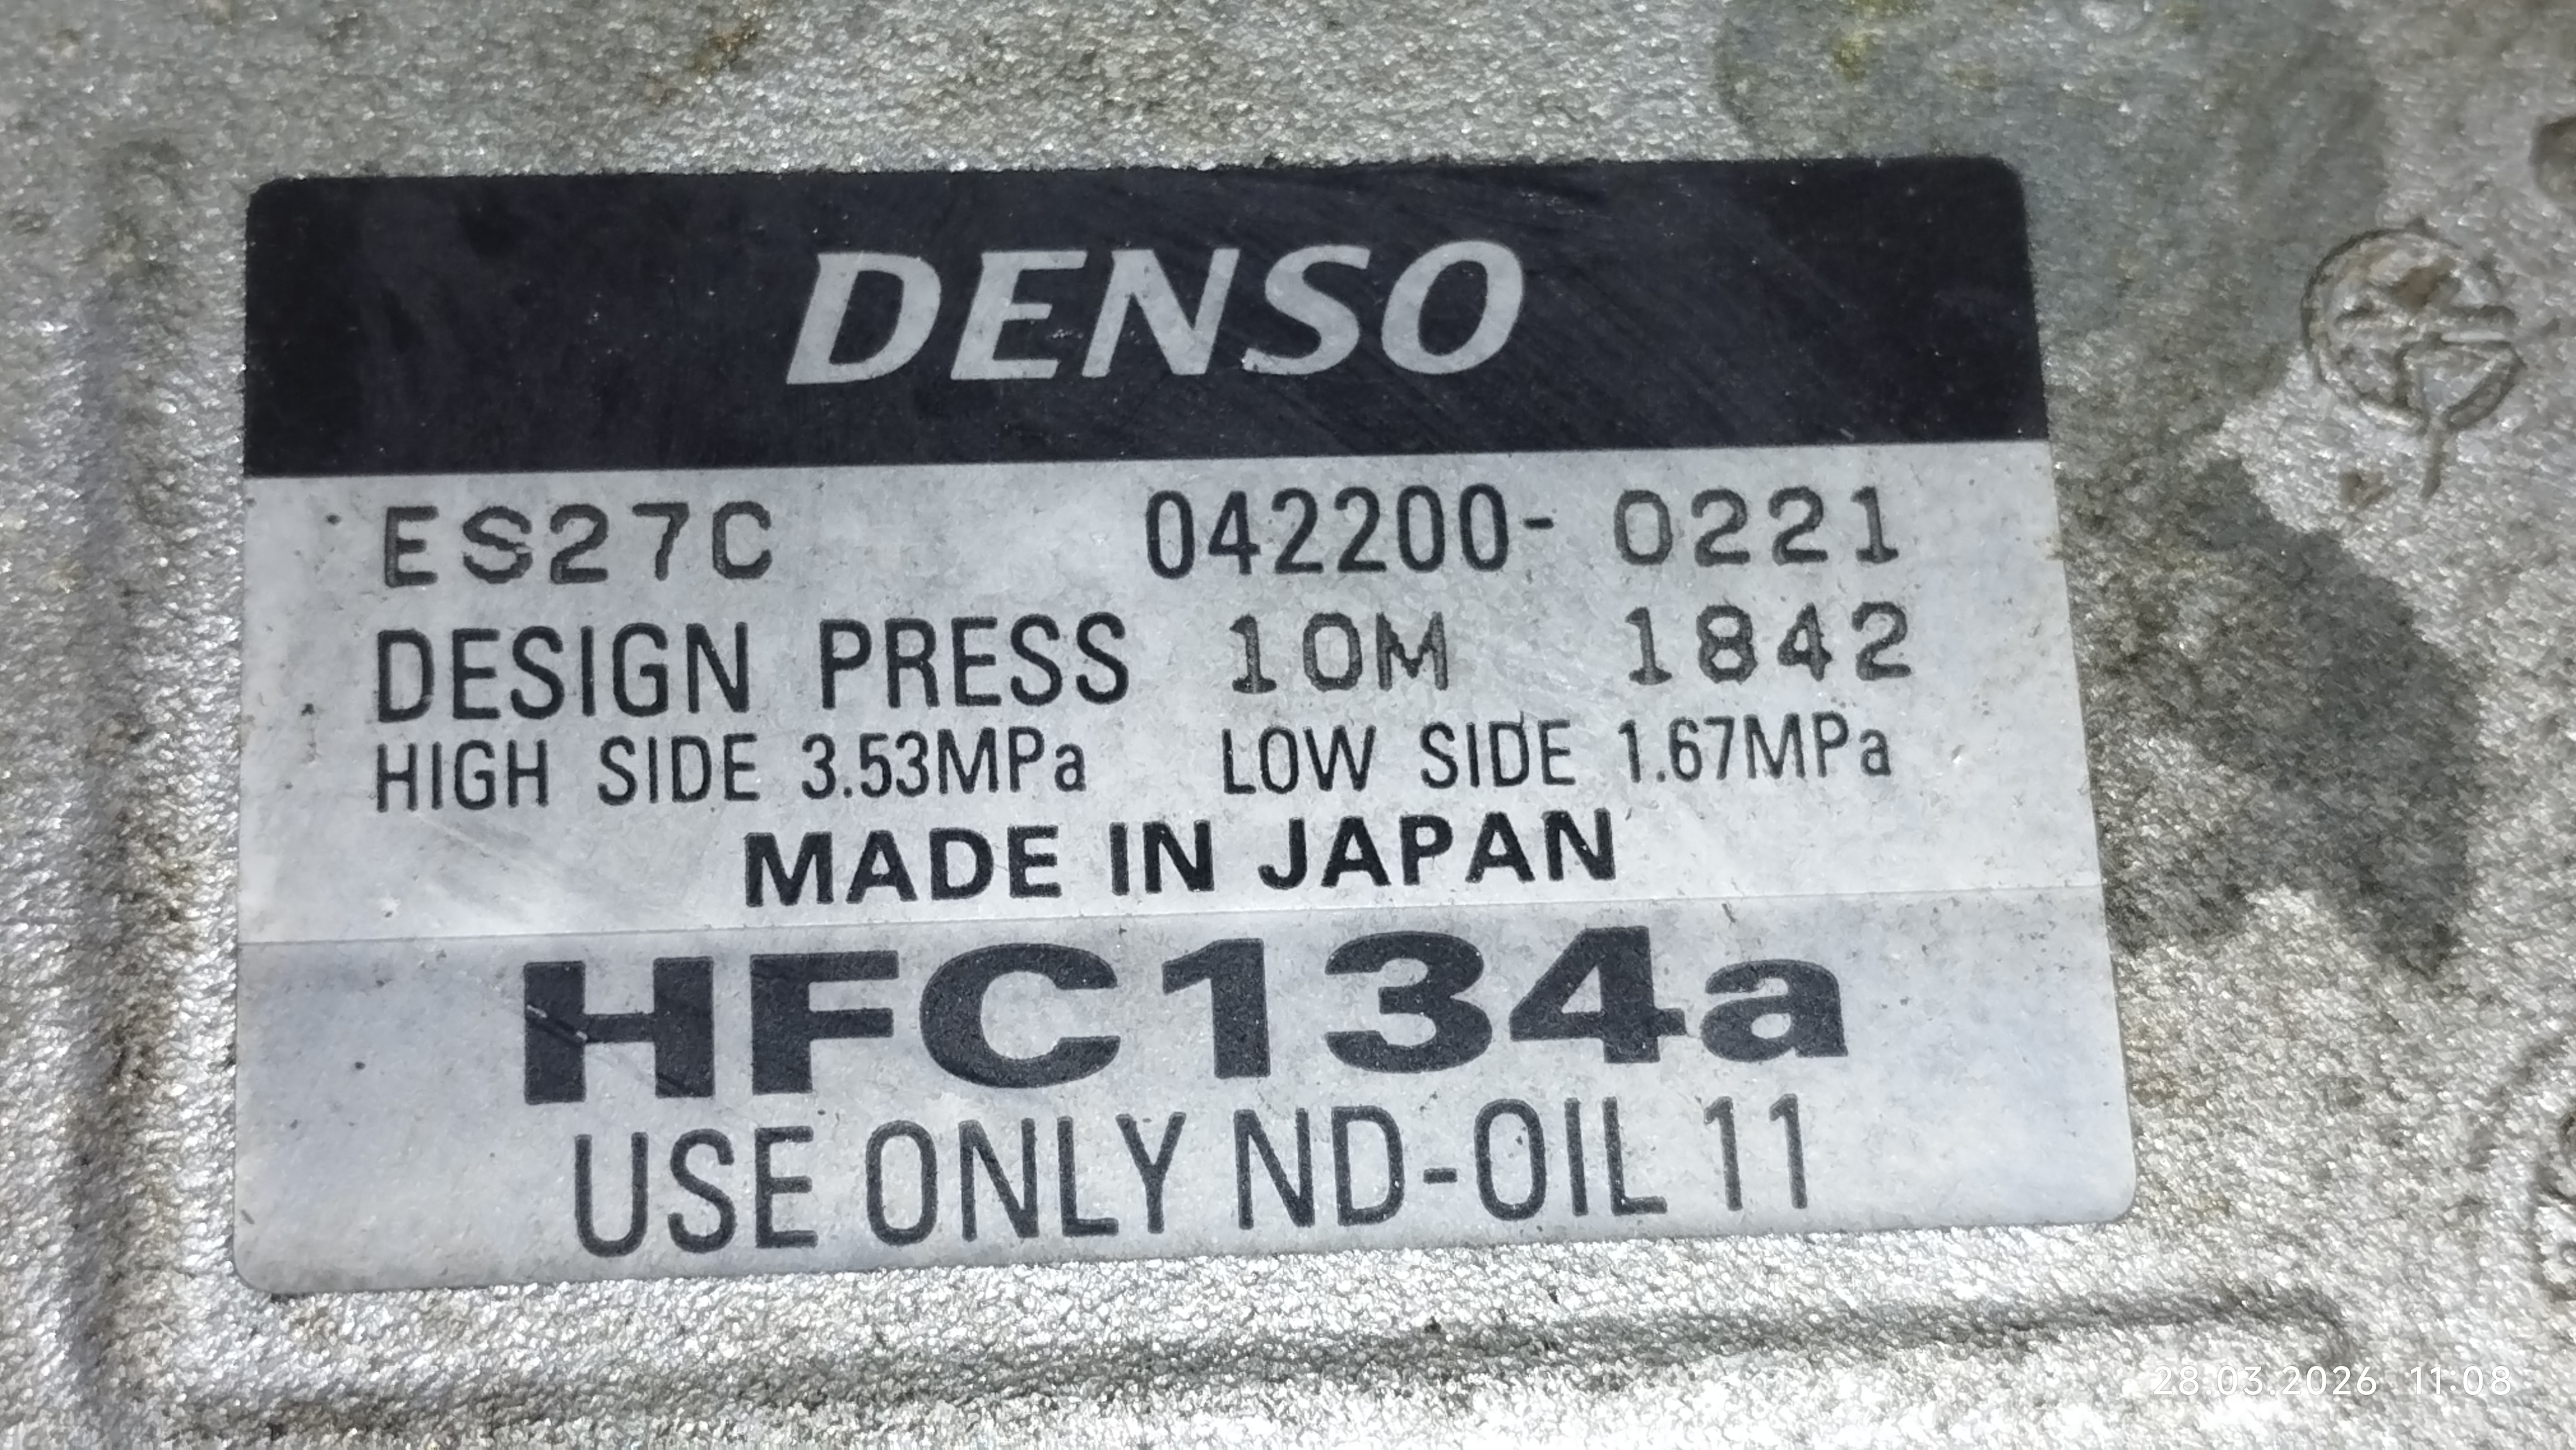 DENSO
ES27C 042200- 0221
DESIGN PRESS 10M 1842
HIGH SIDE 3.53MPa LOW SIDE 1.67MPa
MADE IN JAPAN
HFC134a
USE ONLY ND-OIL 11
28.03.2026 11:08